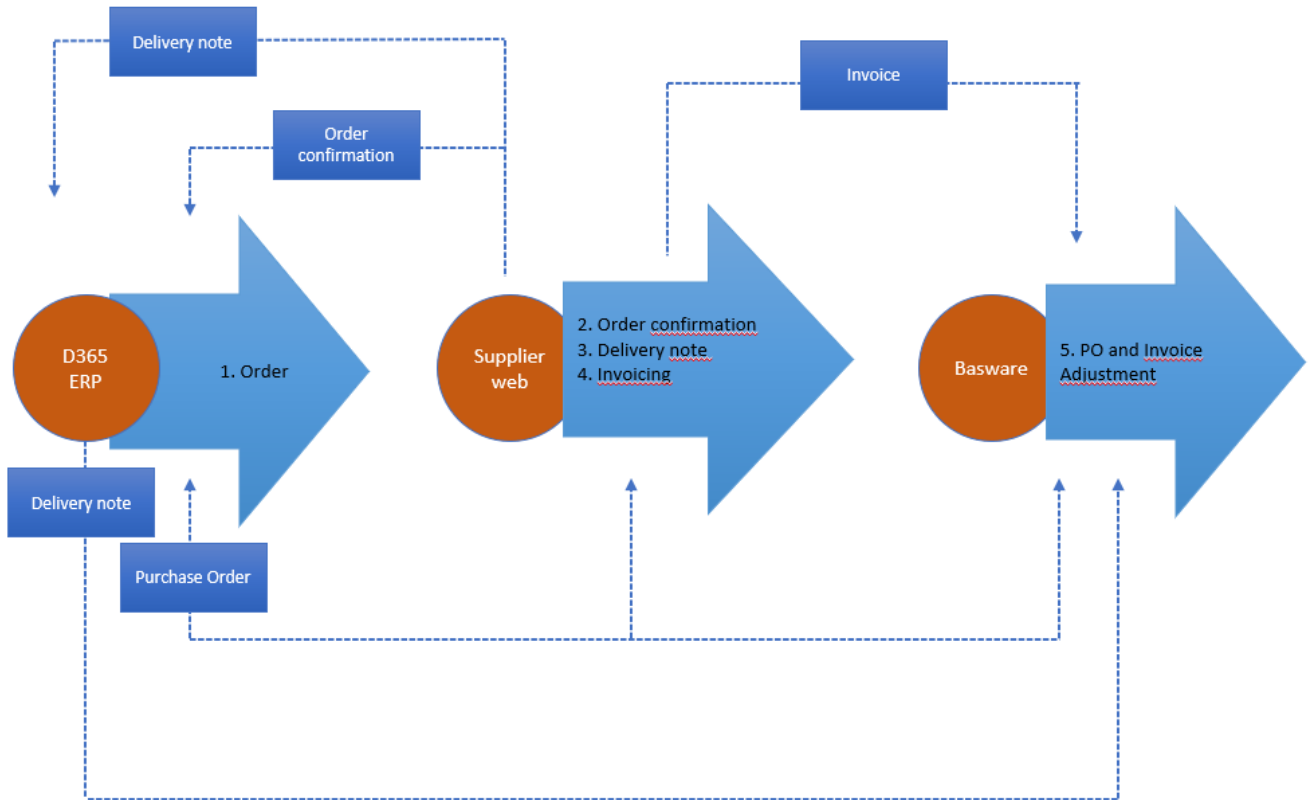 Delivery note
Invoice
Order
confirmation
D365
ERP
1. Order
Supplier
web
2. Order confirmation
3. Delivery note
4. Invoicing
Basware
5. PO and Invoice
Adjustment
Delivery note
Purchase Order